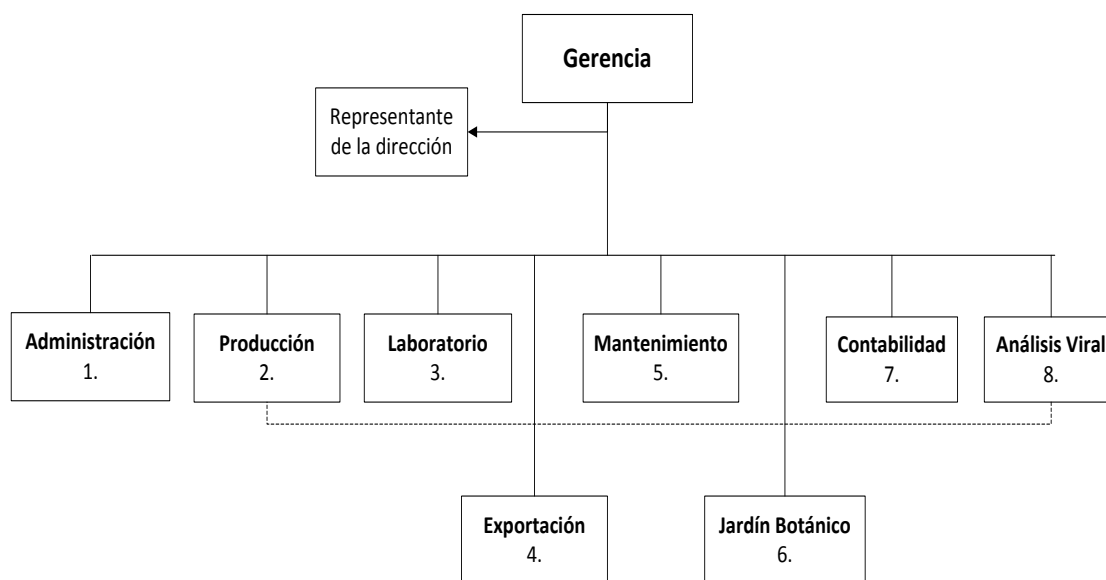 Gerencia
Representante
de la dirección
Administración
1.
Producción
2.
Laboratorio
3.
Mantenimiento
5.
Contabilidad
7.
Análisis Viral
8.
Exportación
4.
Jardín Botánico
6.